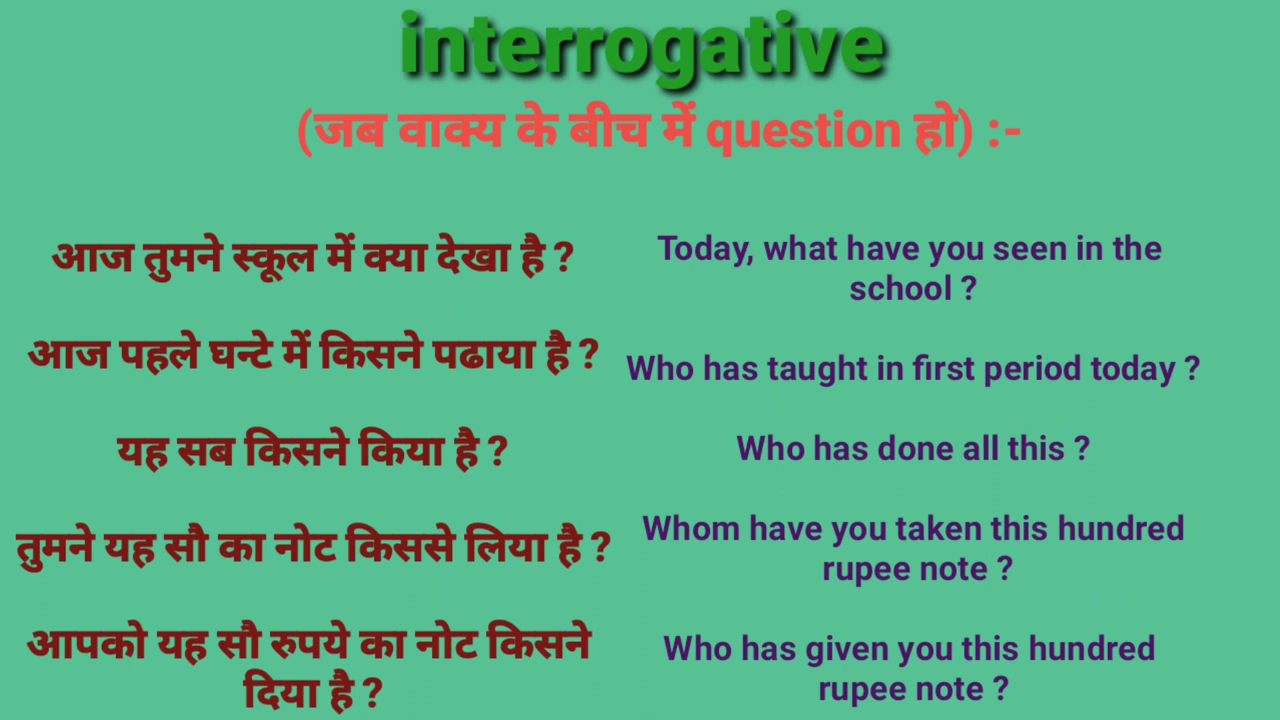 interrogative
(जब वाक्य के बीच में question हो) :-
आज तुमने स्कूल में क्या देखा है ?
Today, what have you seen in the
school ?
आज पहले घन्टे में किसने पढाया है ?
Who has taught in first period today ?
यह सब किसने किया है ?
Who has done all this ?
तुमने यह सौ का नोट किससे लिया है ?
Whom have you taken this hundred
rupee note ?
आपको यह सौ रुपये का नोट किसने
दिया है ?
Who has given you this hundred
rupee note ?